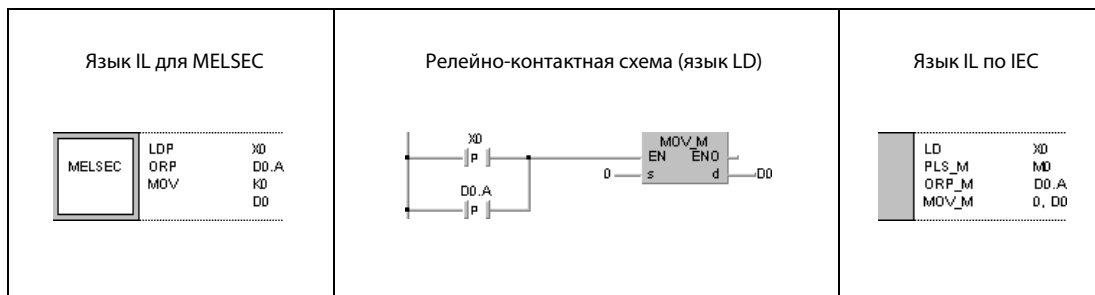 Язык IL для MELSEC
MELSEC
LDP X0
ORP D0.A
MOV K0
D0
Релейно-контактная схема (язык LD)
X0
P
D0.A
P
MOV_M
EN ENO
0 s d D0
Язык IL по IEC
LD X0
PLS_M M0
ORP_M D0.A
MOV_M 0, D0